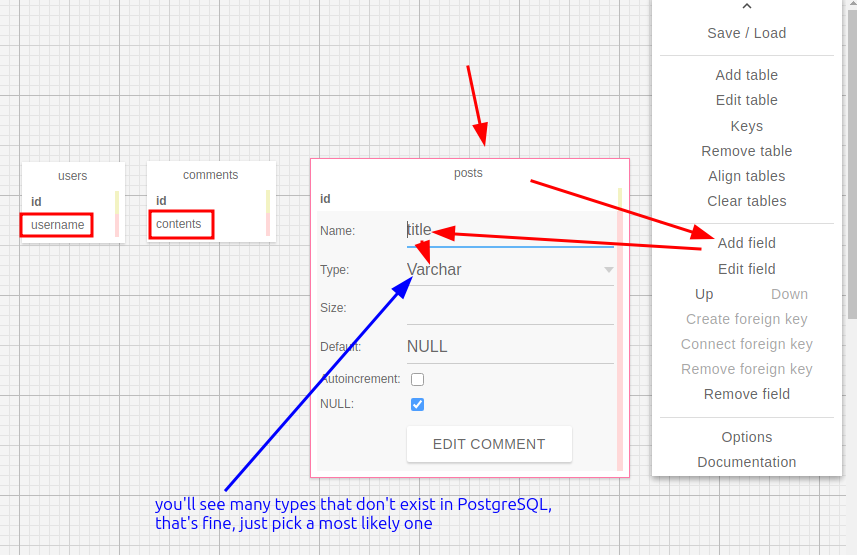 users
id
username
comments
id
contents
posts
id
Name: title
Type: Varchar
Size:
Default: NULL
Autoincrement:
NULL:
EDIT COMMENT
you'll see many types that don't exist in PostgreSQL,
that's fine, just pick a most likely one
Save / Load
Add table
Edit table
Keys
Remove table
Align tables
Clear tables
Add field
Edit field
Up Down
Create foreign key
Connect foreign key
Remove foreign key
Remove field
Options
Documentation